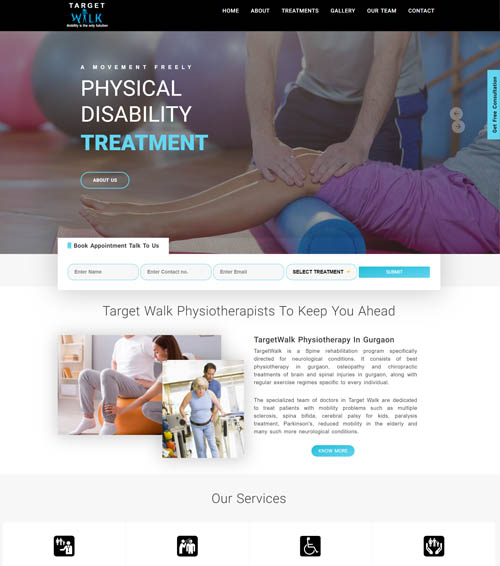 TARGET
WALK
Mobility is the only Solution
HOME ABOUT TREATMENTS GALLERY OUR TEAM CONTACT
A MOVEMENT FREELY
PHYSICAL
DISABILITY
TREATMENT
ABOUT US
Get Free Consultation
Book Appointment Talk To Us
Enter Name Enter Contact no. Enter Email SELECT TREATMENT SUBMIT
Target Walk Physiotherapists To Keep You Ahead
TargetWalk Physiotherapy In Gurgaon
TargetWalk is a Spine rehabilitation program specifically
directed for neurological conditions. It consists of best
physiotherapy in gurgaon, osteopathy and chiropractic
treatments of brain and spinal injuries in gurgaon, along with
regular exercise regimes specific to every individual.
The specialized team of doctors in Target Walk are dedicated
to treat patients with mobility problems such as multiple
sclerosis, spina bifida, cerebral palsy for kids, paralysis
treatment, Parkinson's, reduced mobility in the elderly and
many such more neurological conditions.
KNOW MORE
Our Services